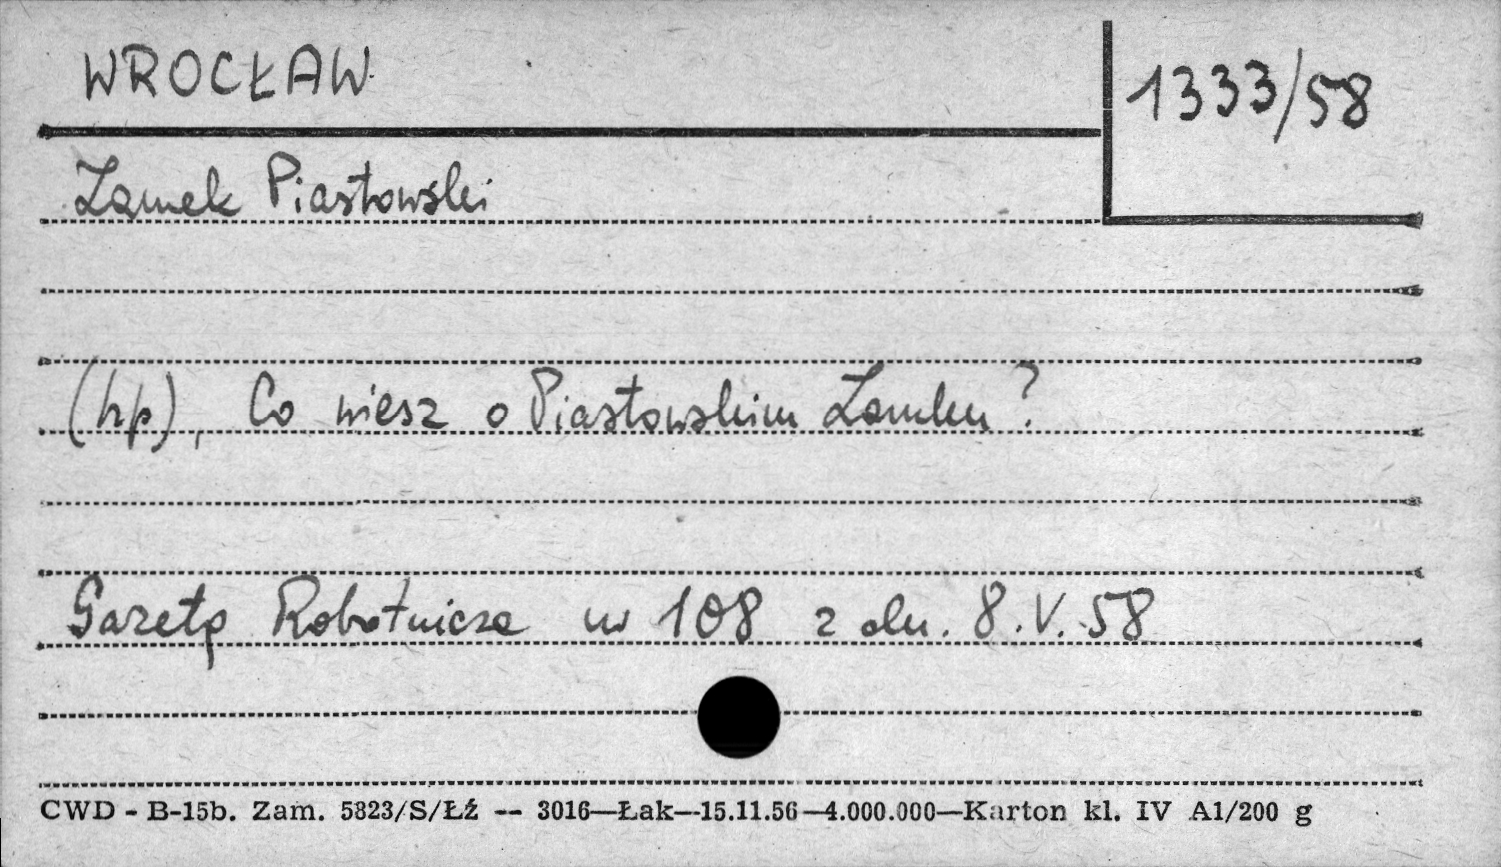 WROCŁAW
1333/58
Zamek Piastowski
(hp), Co wiesz o Piastowskim Zamku?
Gazeta Robotnicza nr 108 z dn. 8.V.58
CWD - B-15b. Zam. 5823/S/Łź -- 3016—Łak—15.11.56—4.000.000—Karton kl. IV A1/200 g